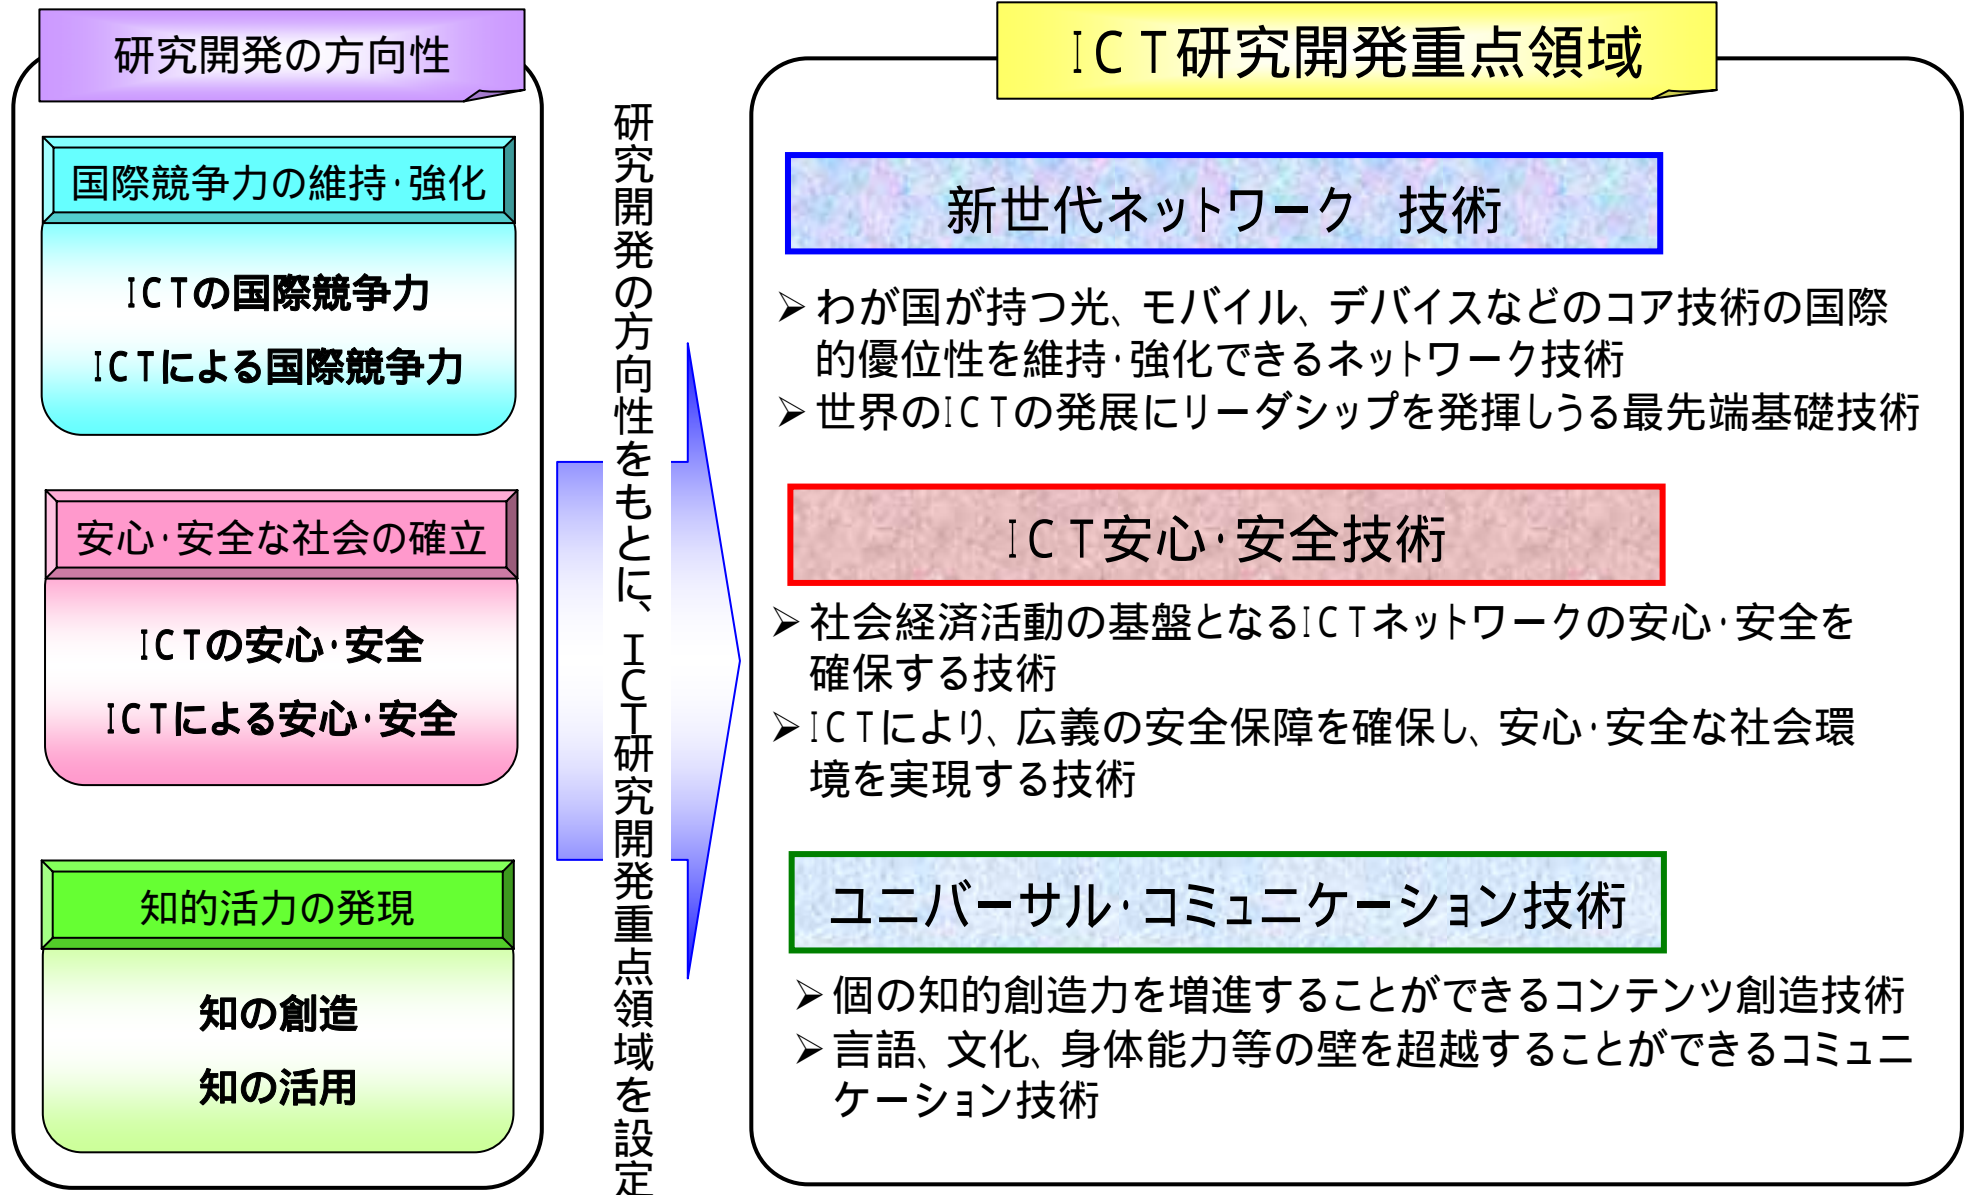 研究開発の方向性
国際競争力の維持・強化
ICTの国際競争力
ICTによる国際競争力
安心・安全な社会の確立
ICTの安心・安全
ICTによる安心・安全
知的活力の発現
知の創造
知の活用
研究開発の方向性をもとに、ICT研究開発重点領域を設定
ICT研究開発重点領域
新世代ネットワーク　技術
➢わが国が持つ光、モバイル、デバイスなどのコア技術の国際
的優位性を維持・強化できるネットワーク技術
➢世界のICTの発展にリーダシップを発揮しうる最先端基礎技術
ICT安心・安全技術
➢社会経済活動の基盤となるICTネットワークの安心・安全を
確保する技術
➢ICTにより、広義の安全保障を確保し、安心・安全な社会環
境を実現する技術
ユニバーサル・コミュニケーション技術
➢個の知的創造力を増進することができるコンテンツ創造技術
➢言語、文化、身体能力等の壁を超越することができるコミュニ
ケーション技術